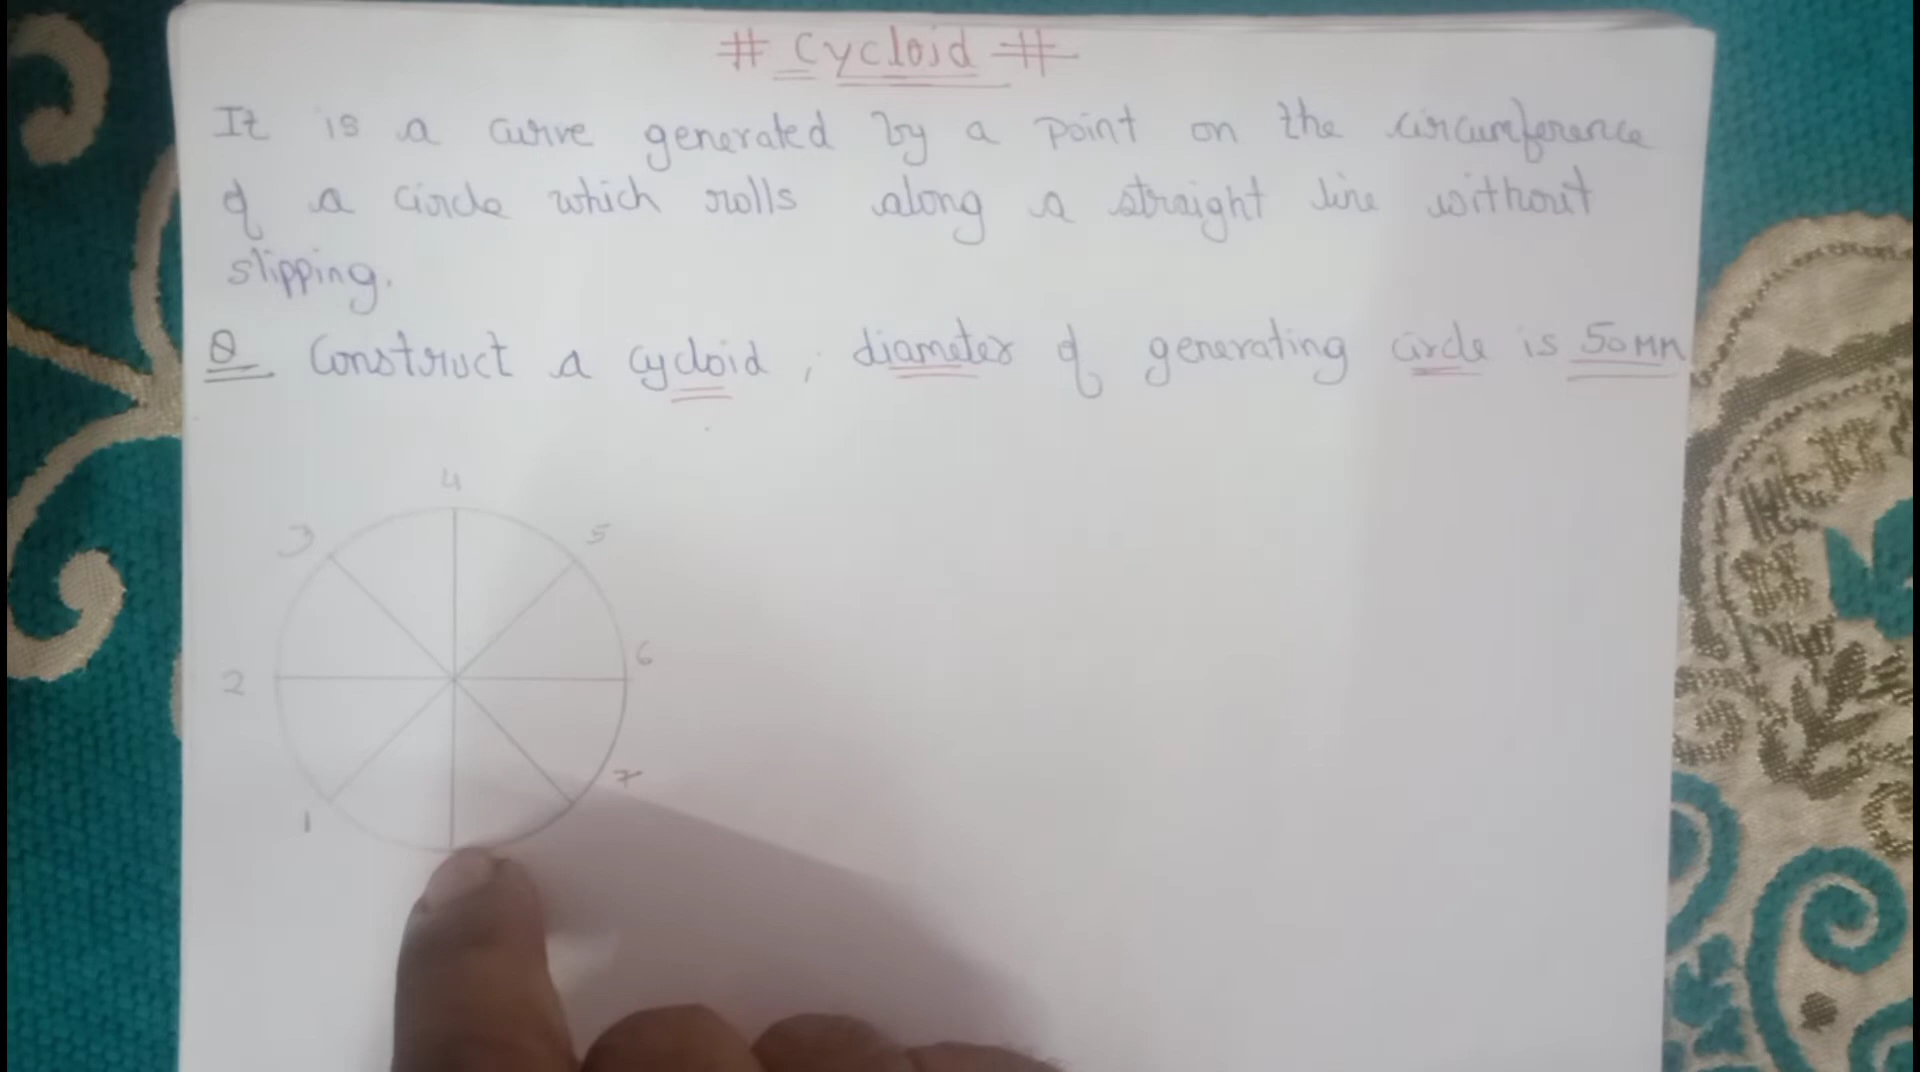 # Cycloid #
It is a curve generated by a point on the circumference
of a circle which rolls along a straight line without
slipping.
Q Construct a cycloid, diameter of generating circle is 50MM
4
3 5
2 6
1 7